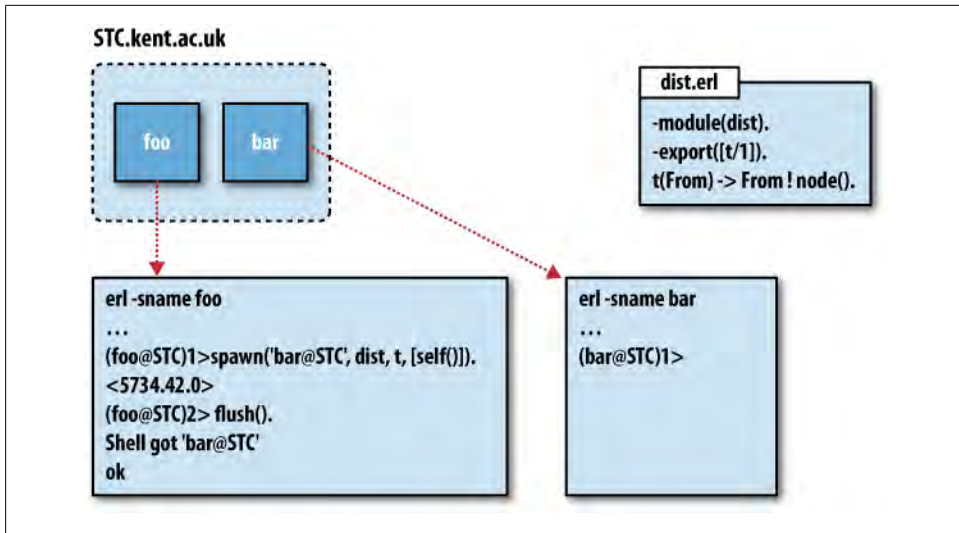 STC.kent.ac.uk
foo
bar
dist.erl
-module(dist).
-export([t/1]).
t(From) -> From ! node().
erl -sname foo
...
(foo@STC)1>spawn('bar@STC', dist, t, [self()]).
<5734.42.0>
(foo@STC)2> flush().
Shell got 'bar@STC'
ok
erl -sname bar
...
(bar@STC)1>